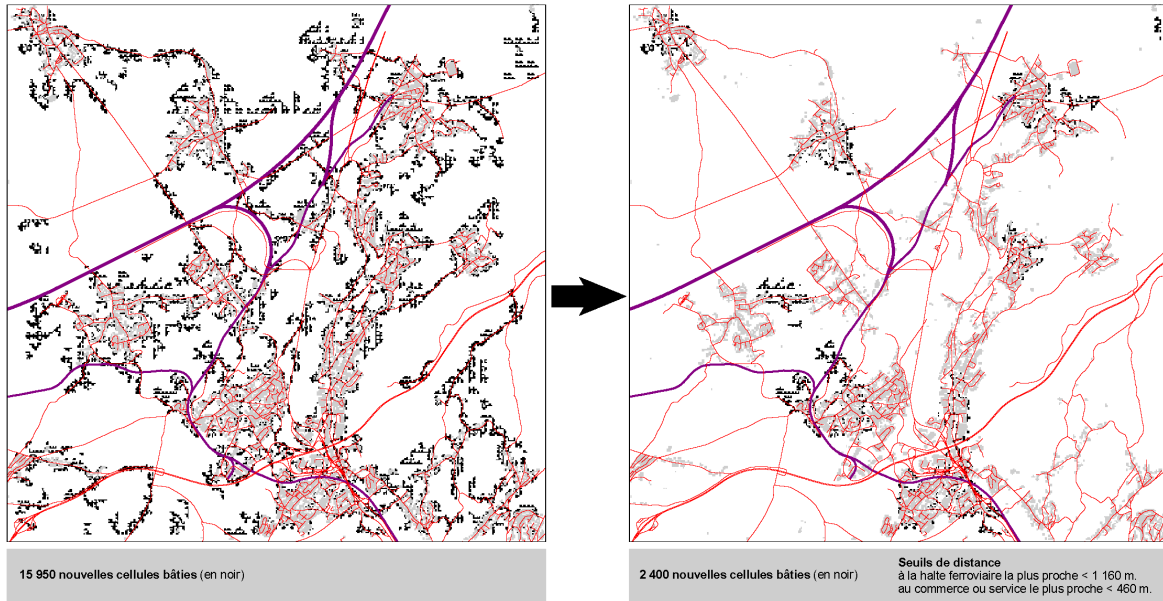 15 950 nouvelles cellules bâties (en noir)
2 400 nouvelles cellules bâties (en noir)
Seuils de distance
à la halte ferroviaire la plus proche < 1 160 m.
au commerce ou service le plus proche < 460 m.